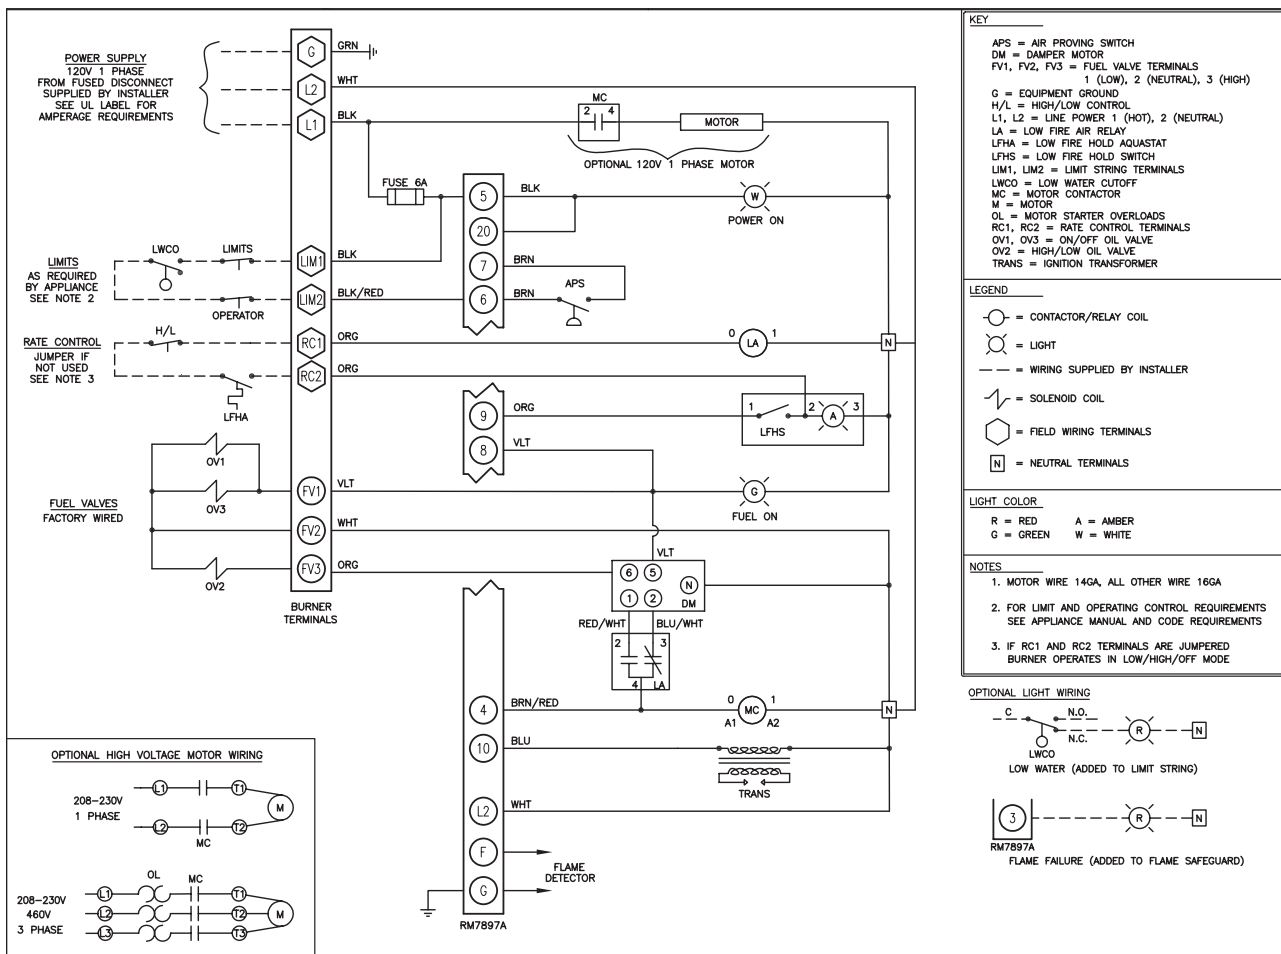 POWER SUPPLY
120V 1 PHASE
FROM FUSED DISCONNECT
SUPPLIED BY INSTALLER
SEE UL LABEL FOR
AMPERAGE REQUIREMENTS
G
GRN
L2
WHT
L1
BLK
MC
2 4
MOTOR
OPTIONAL 120V 1 PHASE MOTOR
FUSE 6A
5
BLK
W
POWER ON
20
LWCO
LIMITS
LIM1
BLK
7
BRN
LIMITS
AS REQUIRED
BY APPLIANCE
SEE NOTE 2
OPERATOR
LIM2
BLK/RED
6
BRN
APS
RATE CONTROL
JUMPER IF
NOT USED
SEE NOTE 3
H/L
RC1
ORG
0
LA
1
N
RC2
ORG
LFHA
9
ORG
1
LFHS
2
A
3
8
VLT
FUEL VALVES
FACTORY WIRED
OV1
OV3
FV1
VLT
G
FUEL ON
FV2
WHT
OV2
FV3
ORG
VLT
6 5
N
1 2
DM
BURNER
TERMINALS
RED/WHT
BLU/WHT
2 3
4 LA
4
BRN/RED
0
MC
1
A1 A2
N
10
BLU
TRANS
L2
WHT
F
FLAME
DETECTOR
G
RM7897A
OPTIONAL HIGH VOLTAGE MOTOR WIRING
208-230V
1 PHASE
L1
T1
M
L2
T2
MC
OL
MC
208-230V
460V
3 PHASE
L1
T1
L2
T2
M
L3
T3
KEY
APS = AIR PROVING SWITCH
DM = DAMPER MOTOR
FV1, FV2, FV3 = FUEL VALVE TERMINALS
1 (LOW), 2 (NEUTRAL), 3 (HIGH)
G = EQUIPMENT GROUND
H/L = HIGH/LOW CONTROL
L1, L2 = LINE POWER 1 (HOT), 2 (NEUTRAL)
LA = LOW FIRE AIR RELAY
LFHA = LOW FIRE HOLD AQUASTAT
LFHS = LOW FIRE HOLD SWITCH
LIM1, LIM2 = LIMIT STRING TERMINALS
LWCO = LOW WATER CUTOFF
MC = MOTOR CONTACTOR
M = MOTOR
OL = MOTOR STARTER OVERLOADS
RC1, RC2 = RATE CONTROL TERMINALS
OV1, OV3 = ON/OFF OIL VALVE
OV2 = HIGH/LOW OIL VALVE
TRANS = IGNITION TRANSFORMER
LEGEND
= CONTACTOR/RELAY COIL
= LIGHT
= WIRING SUPPLIED BY INSTALLER
= SOLENOID COIL
= FIELD WIRING TERMINALS
N = NEUTRAL TERMINALS
LIGHT COLOR
R = RED A = AMBER
G = GREEN W = WHITE
NOTES
1. MOTOR WIRE 14GA, ALL OTHER WIRE 16GA
2. FOR LIMIT AND OPERATING CONTROL REQUIREMENTS
SEE APPLIANCE MANUAL AND CODE REQUIREMENTS
3. IF RC1 AND RC2 TERMINALS ARE JUMPERED
BURNER OPERATES IN LOW/HIGH/OFF MODE
OPTIONAL LIGHT WIRING
C
N.O.
N.C.
LWCO
R
N
LOW WATER (ADDED TO LIMIT STRING)
3
R
N
RM7897A
FLAME FAILURE (ADDED TO FLAME SAFEGUARD)